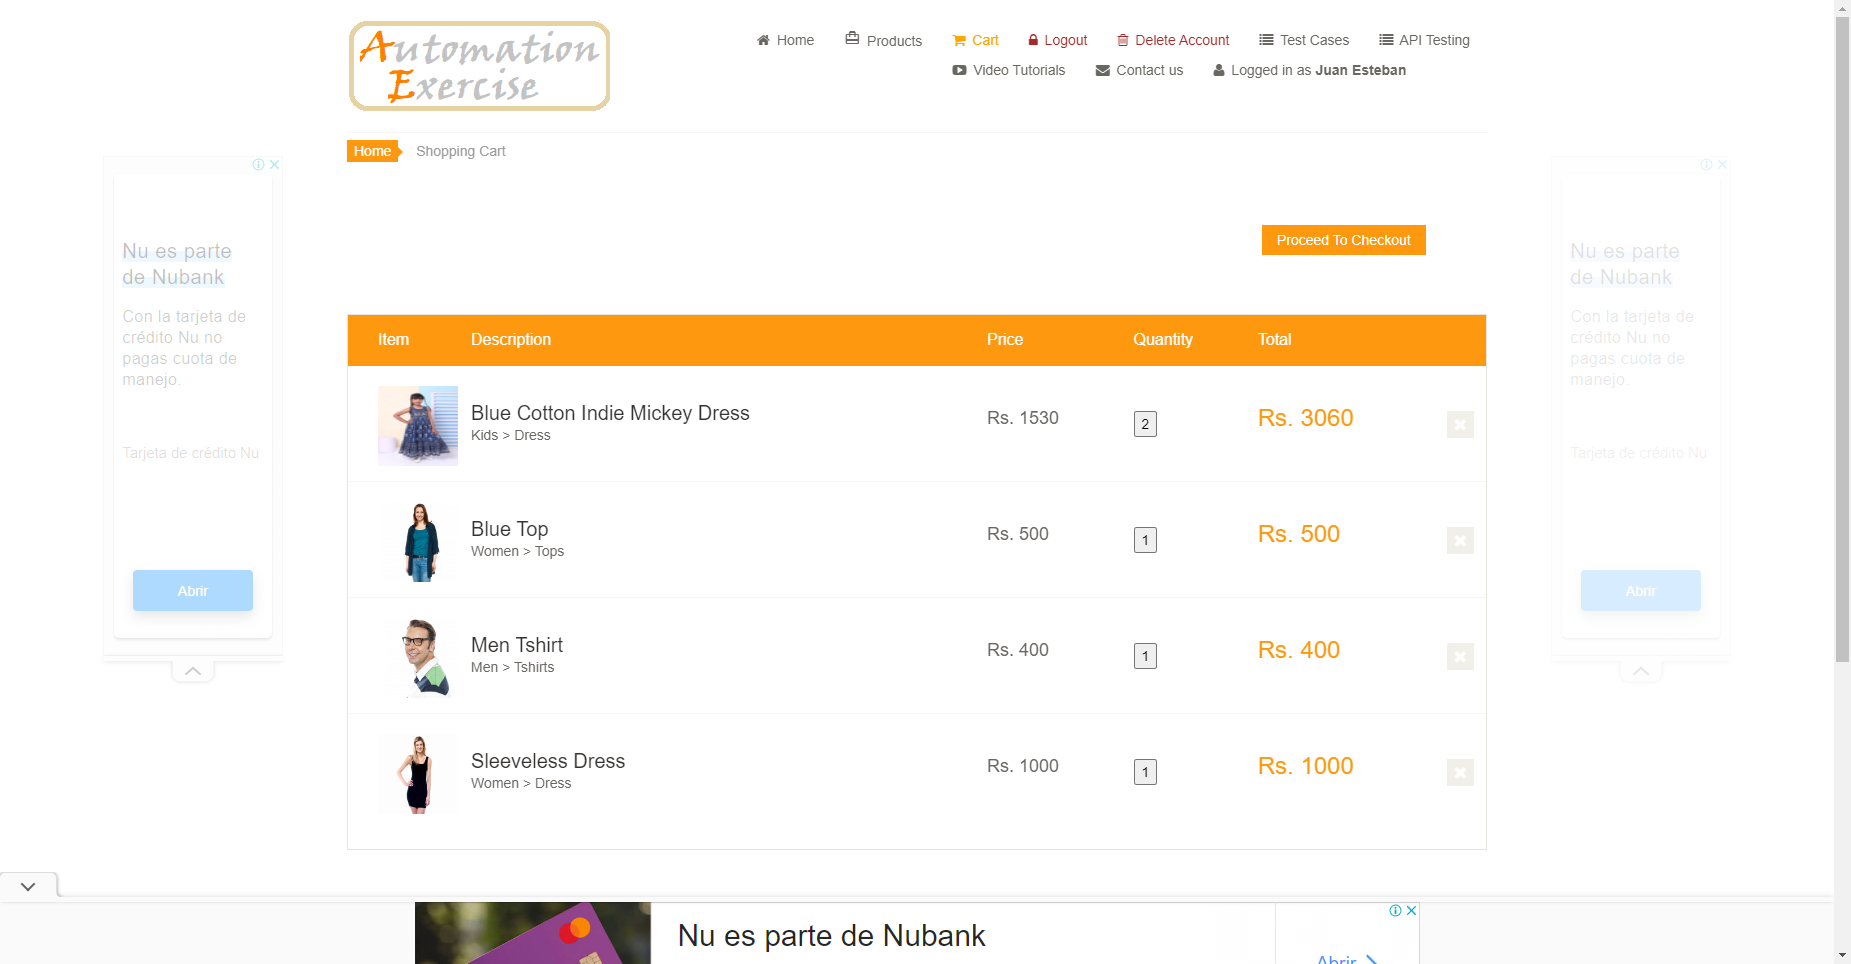 Automation
Exercise
Home
Products
Cart
Logout
Delete Account
Test Cases
API Testing
Video Tutorials
Contact us
Logged in as Juan Esteban
Home
Shopping Cart
Nu es parte
de Nubank
Con la tarjeta de
crédito Nu no
pagas cuota de
manejo.
Tarjeta de crédito Nu
Abrir
Proceed To Checkout
Item Description Price Quantity Total
Blue Cotton Indie Mickey Dress
Kids > Dress
Rs. 1530
2
Rs. 3060
Blue Top
Women > Tops
Rs. 500
1
Rs. 500
Men Tshirt
Men > Tshirts
Rs. 400
1
Rs. 400
Sleeveless Dress
Women > Dress
Rs. 1000
1
Rs. 1000
Nu es parte
de Nubank
Con la tarjeta de
crédito Nu no
pagas cuota de
manejo.
Tarjeta de crédito Nu
Abrir
Nu es parte de Nubank
Abrir